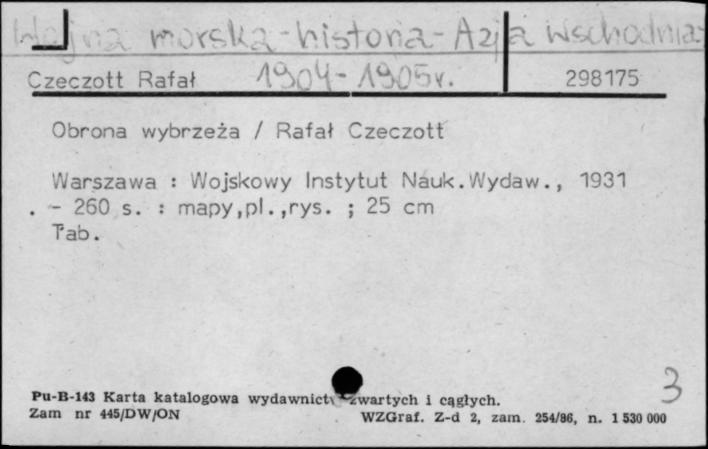 Wojna morska - historia - Azja wschodnia -
Czeczott Rafał 1904 - 1905 r. 298175
Obrona wybrzeża / Rafał Czeczott
Warszawa : Wojskowy Instytut Nauk.Wydaw., 1931
. - 260 s. : mapy,pl.,rys. ; 25 cm
Tab.
3
Pu-B-143 Karta katalogowa wydawnictw zwartych i cągłych.
Zam nr 445/DW/ON WZGraf. Z-d 2, zam. 254/86, n. 1 530 000